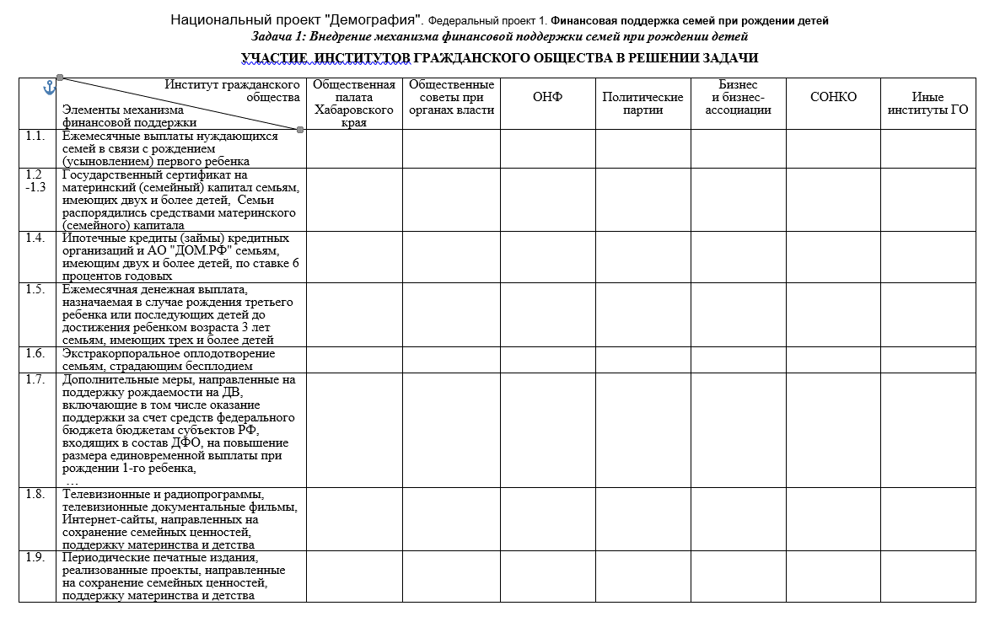 Национальный проект "Демография". Федеральный проект 1. Финансовая поддержка семей при рождении детей
Задача 1: Внедрение механизма финансовой поддержки семей при рождении детей
УЧАСТИЕ ИНСТИТУТОВ ГРАЖДАНСКОГО ОБЩЕСТВА В РЕШЕНИИ ЗАДАЧИ
Институт гражданского
общества
Элементы механизма
финансовой поддержки
Общественная
палата
Хабаровского
края
Общественные
советы при
органах власти
ОНФ
Политические
партии
Бизнес
и бизнес-
ассоциации
СОНКО
Иные
институты ГО
1.1.
Ежемесячные выплаты нуждающихся
семей в связи с рождением
(усыновлением) первого ребенка
1.2
-1.3
Государственный сертификат на
материнский (семейный) капитал семьям,
имеющих двух и более детей, Семьи
распорядились средствами материнского
(семейного) капитала
1.4.
Ипотечные кредиты (займы) кредитных
организаций и АО "ДОМ.РФ" семьям,
имеющим двух и более детей, по ставке 6
процентов годовых
1.5.
Ежемесячная денежная выплата,
назначаемая в случае рождения третьего
ребенка или последующих детей до
достижения ребенком возраста 3 лет
семьям, имеющих трех и более детей
1.6.
Экстракорпоральное оплодотворение
семьям, страдающим бесплодием
1.7.
Дополнительные меры, направленные на
поддержку рождаемости на ДВ,
включающие в том числе оказание
поддержки за счет средств федерального
бюджета бюджетам субъектов РФ,
входящих в состав ДФО, на повышение
размера единовременной выплаты при
рождении 1-го ребенка,
…
1.8.
Телевизионные и радиопрограммы,
телевизионные документальные фильмы,
Интернет-сайты, направленных на
сохранение семейных ценностей,
поддержку материнства и детства
1.9.
Периодические печатные издания,
реализованные проекты, направленные
на сохранение семейных ценностей,
поддержку материнства и детства